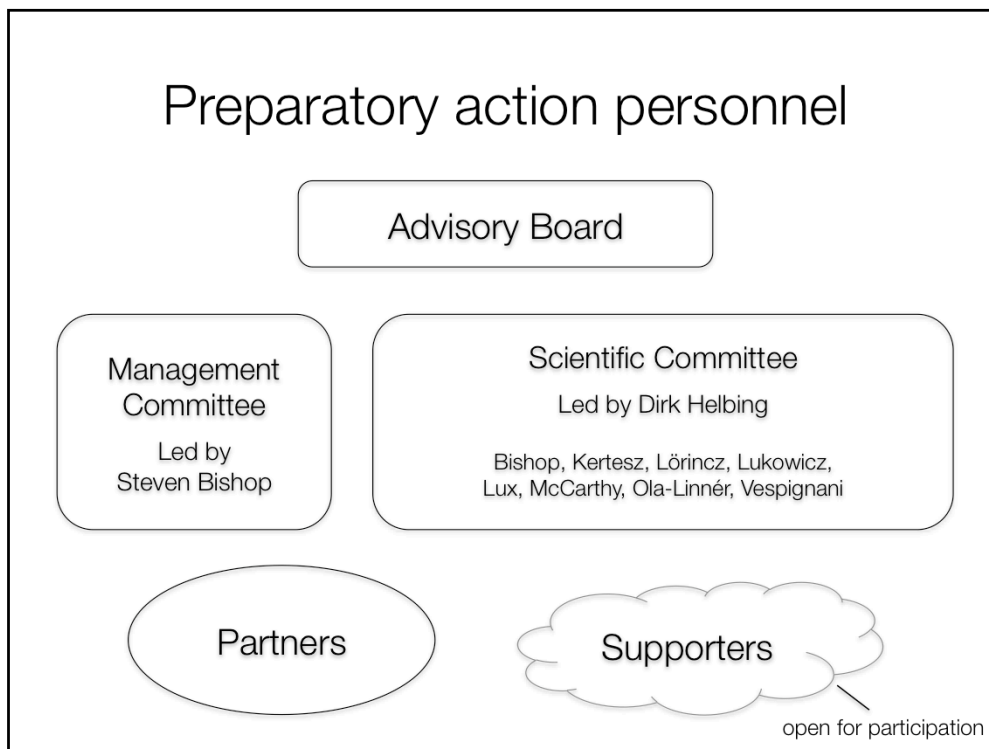 Preparatory action personnel
Advisory Board
Management
Committee
Led by
Steven Bishop
Scientific Committee
Led by Dirk Helbing
Bishop, Kertesz, Lörincz, Lukowicz,
Lux, McCarthy, Ola-Linnér, Vespignani
Partners
Supporters
open for participation